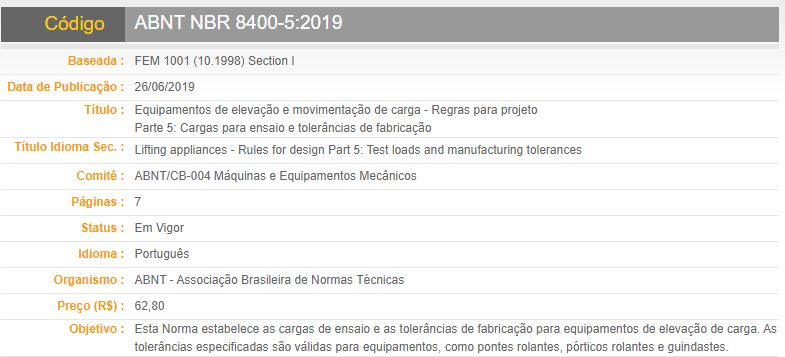 Código ABNT NBR 8400-5:2019
Baseada : FEM 1001 (10.1998) Section I
Data de Publicação : 26/06/2019
Título : Equipamentos de elevação e movimentação de carga - Regras para projeto
Parte 5: Cargas para ensaio e tolerâncias de fabricação
Título Idioma Sec. : Lifting appliances - Rules for design Part 5: Test loads and manufacturing tolerances
Comitê : ABNT/CB-004 Máquinas e Equipamentos Mecânicos
Páginas : 7
Status : Em Vigor
Idioma : Português
Organismo : ABNT - Associação Brasileira de Normas Técnicas
Preço (R$) : 62,80
Objetivo : Esta Norma estabelece as cargas de ensaio e as tolerâncias de fabricação para equipamentos de elevação de carga. As
tolerâncias especificadas são válidas para equipamentos, como pontes rolantes, pórticos rolantes e guindastes.